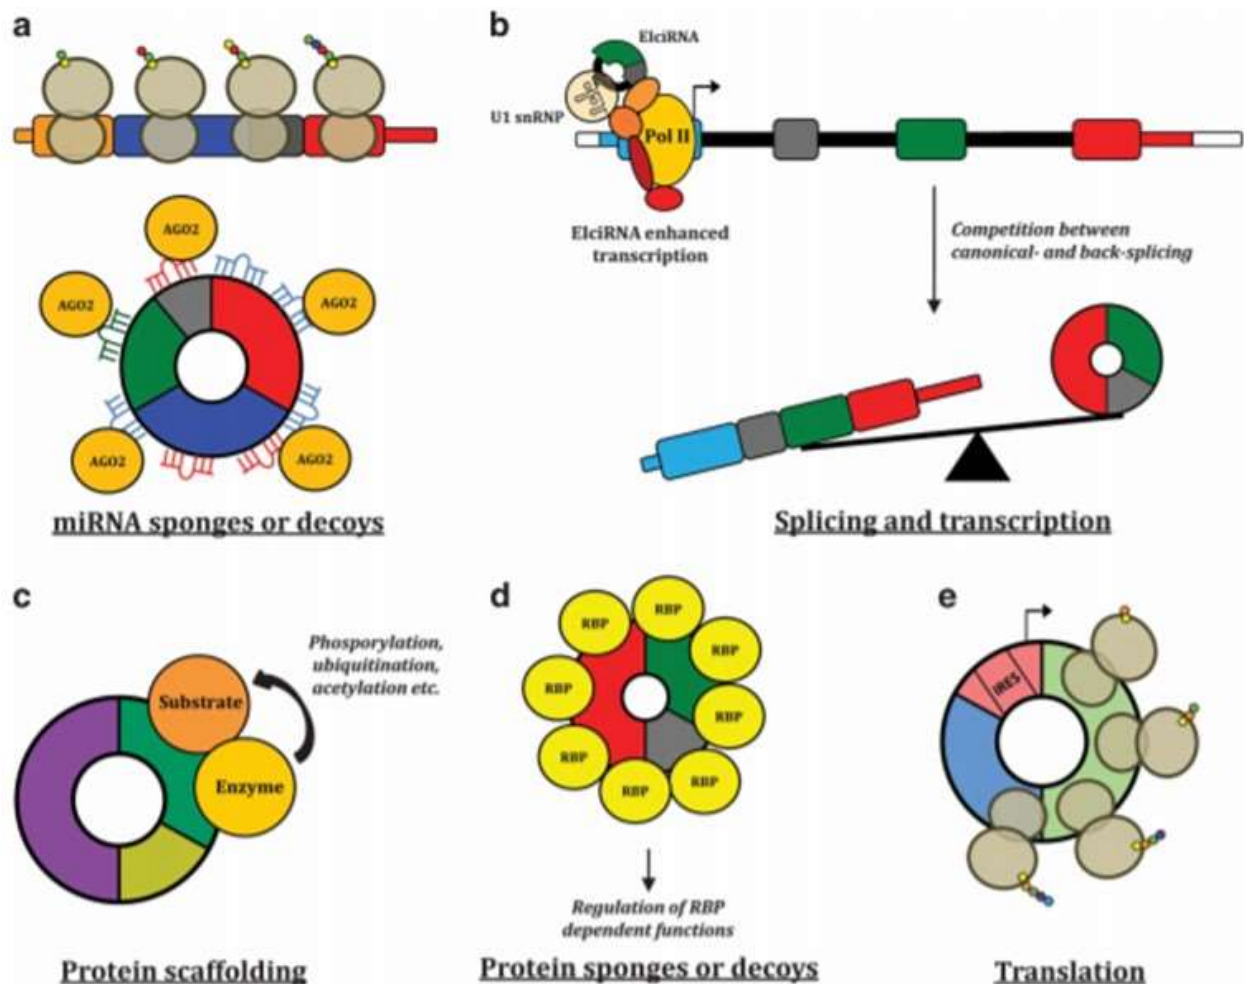 a
AGO2
AGO2
AGO2
AGO2
AGO2
miRNA sponges or decoys
b
ElciRNA
U1 snRNP
Pol II
ElciRNA enhanced
transcription
Competition between
canonical- and back-splicing
Splicing and transcription
c
Phosporylation,
ubiquitination,
acetylation etc.
Substrate
Enzyme
Protein scaffolding
d
RBP
RBP
RBP
RBP
RBP
RBP
RBP
RBP
Regulation of RBP
dependent functions
Protein sponges or decoys
e
IRES
Translation